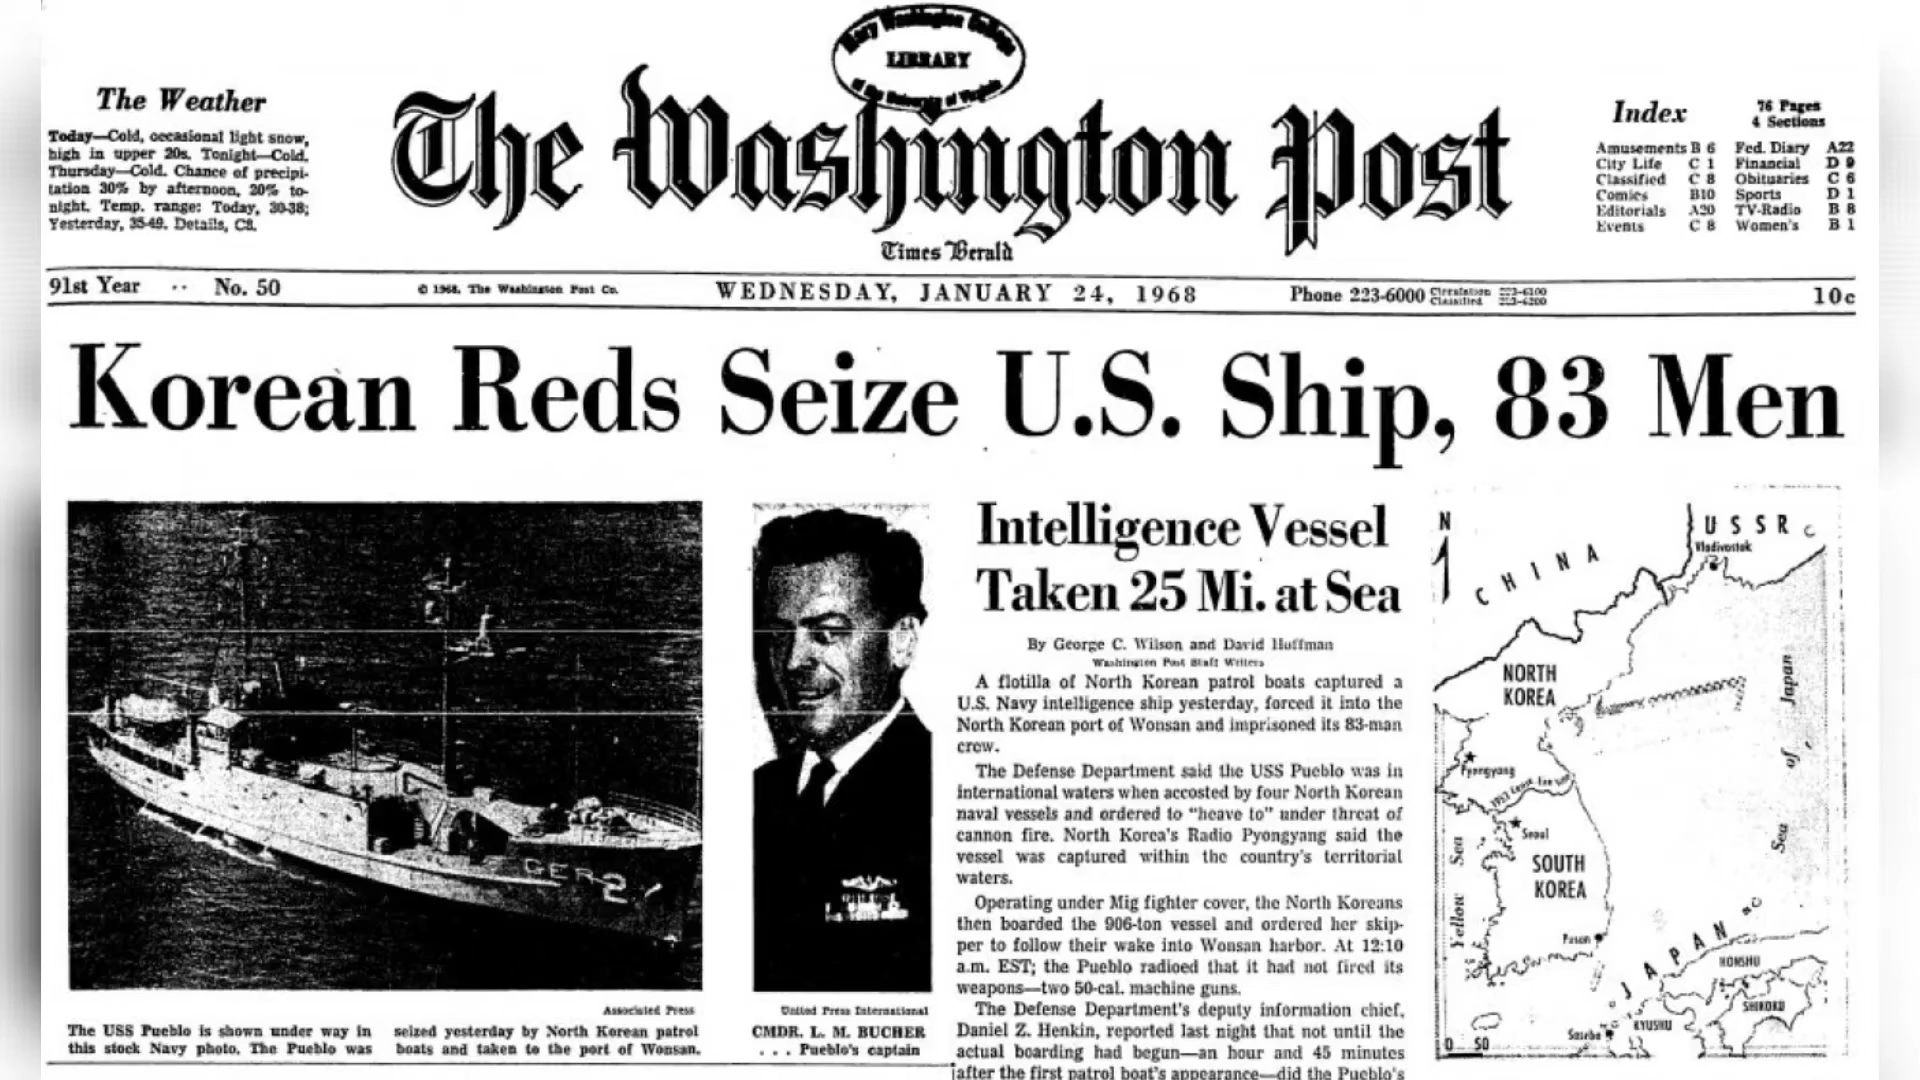 Mary Washington College
LIBRARY
of the University of Virginia
The Weather
Today—Cold, occasional light snow,
high in upper 20s. Tonight—Cold.
Thursday—Cold. Chance of precipi-
tation 30% by afternoon, 20% to-
night. Temp. range: Today, 30-38;
Yesterday, 35-49. Details, C8.
The Washington Post
Times Herald
Index
76 Pages
4 Sections
Amusements B 6
City Life C 1
Classified C 8
Comics B10
Editorials A20
Events C 8
Fed. Diary A22
Financial D 9
Obituaries C 6
Sports D 1
TV-Radio B 8
Women's B 1
91st Year ·· No. 50
© 1968, The Washington Post Co.
WEDNESDAY, JANUARY 24, 1968
Phone 223-6000
Circulation 223-6100
Classified 223-6200
10c
Korean Reds Seize U.S. Ship, 83 Men
GER 2
Associated Press
The USS Pueblo is shown under way in
this stock Navy photo. The Pueblo was
seized yesterday by North Korean patrol
boats and taken to the port of Wonsan.
United Press International
CMDR. L. M. BUCHER
. . . Pueblo's captain
Intelligence Vessel
Taken 25 Mi. at Sea
By George C. Wilson and David Hoffman
Washington Post Staff Writers
A flotilla of North Korean patrol boats captured a
U.S. Navy intelligence ship yesterday, forced it into the
North Korean port of Wonsan and imprisoned its 83-man
crew.
The Defense Department said the USS Pueblo was in
international waters when accosted by four North Korean
naval vessels and ordered to "heave to" under threat of
cannon fire. North Korea's Radio Pyongyang said the
vessel was captured within the country's territorial
waters.
Operating under Mig fighter cover, the North Koreans
then boarded the 906-ton vessel and ordered her skip-
per to follow their wake into Wonsan harbor. At 12:10
a.m. EST; the Pueblo radioed that it had not fired its
weapons—two 50-cal. machine guns.
The Defense Department's deputy information chief,
Daniel Z. Henkin, reported last night that not until the
actual boarding had begun—an hour and 45 minutes
after the first patrol boat's appearance—did the Pueblo's
N
USSR
Vladivostok
CHINA
NORTH
KOREA
Sea of Japan
Pyongyang
Seoul
SOUTH
KOREA
Yellow Sea
Pusan
JAPAN
HONSHU
SHIKOKU
KYUSHU
Sasebo
0 50